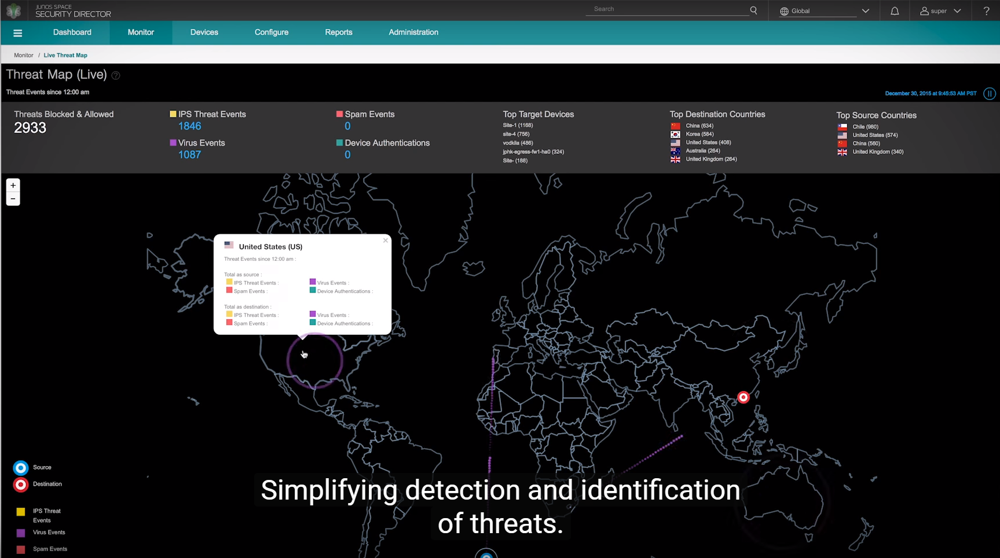 JUNOS SPACE
SECURITY DIRECTOR
Search
Global
super
?
Dashboard
Monitor
Devices
Configure
Reports
Administration
Monitor / Live Threat Map
Threat Map (Live) ?
Threat Events since 12:00 am
December 30, 2015 at 9:45:53 AM PST
Threats Blocked & Allowed
2933
IPS Threat Events
1846
Virus Events
1087
Spam Events
0
Device Authentications
0
Top Target Devices
Site-1 (1168)
site-4 (756)
vodkila (486)
jphk-egress-fw1-ha0 (324)
Site- (188)
Top Destination Countries
China (634)
Korea (584)
United States (408)
Australia (264)
United Kingdom (264)
Top Source Countries
Chile (980)
United States (574)
China (560)
United Kingdom (340)
+
−
×
United States (US)
Threat Events since 12:00 am :
Total as source :
IPS Threat Events : Virus Events :
Spam Events : Device Authentications :
Total as destination :
IPS Threat Events : Virus Events :
Spam Events : Device Authentications :
Source
Destination
IPS Threat
Events
Virus Events
Spam Events
Simplifying detection and identification
of threats.